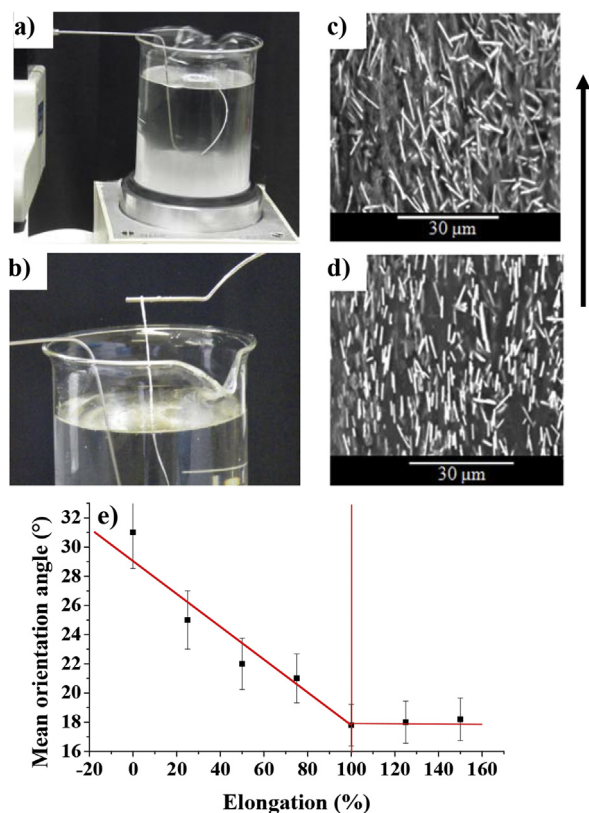 a)
c)
30 µm
b)
d)
30 µm
e)
Mean orientation angle (°)
32
30
28
26
24
22
20
18
16
-20 0 20 40 60 80 100 120 140 160
Elongation (%)